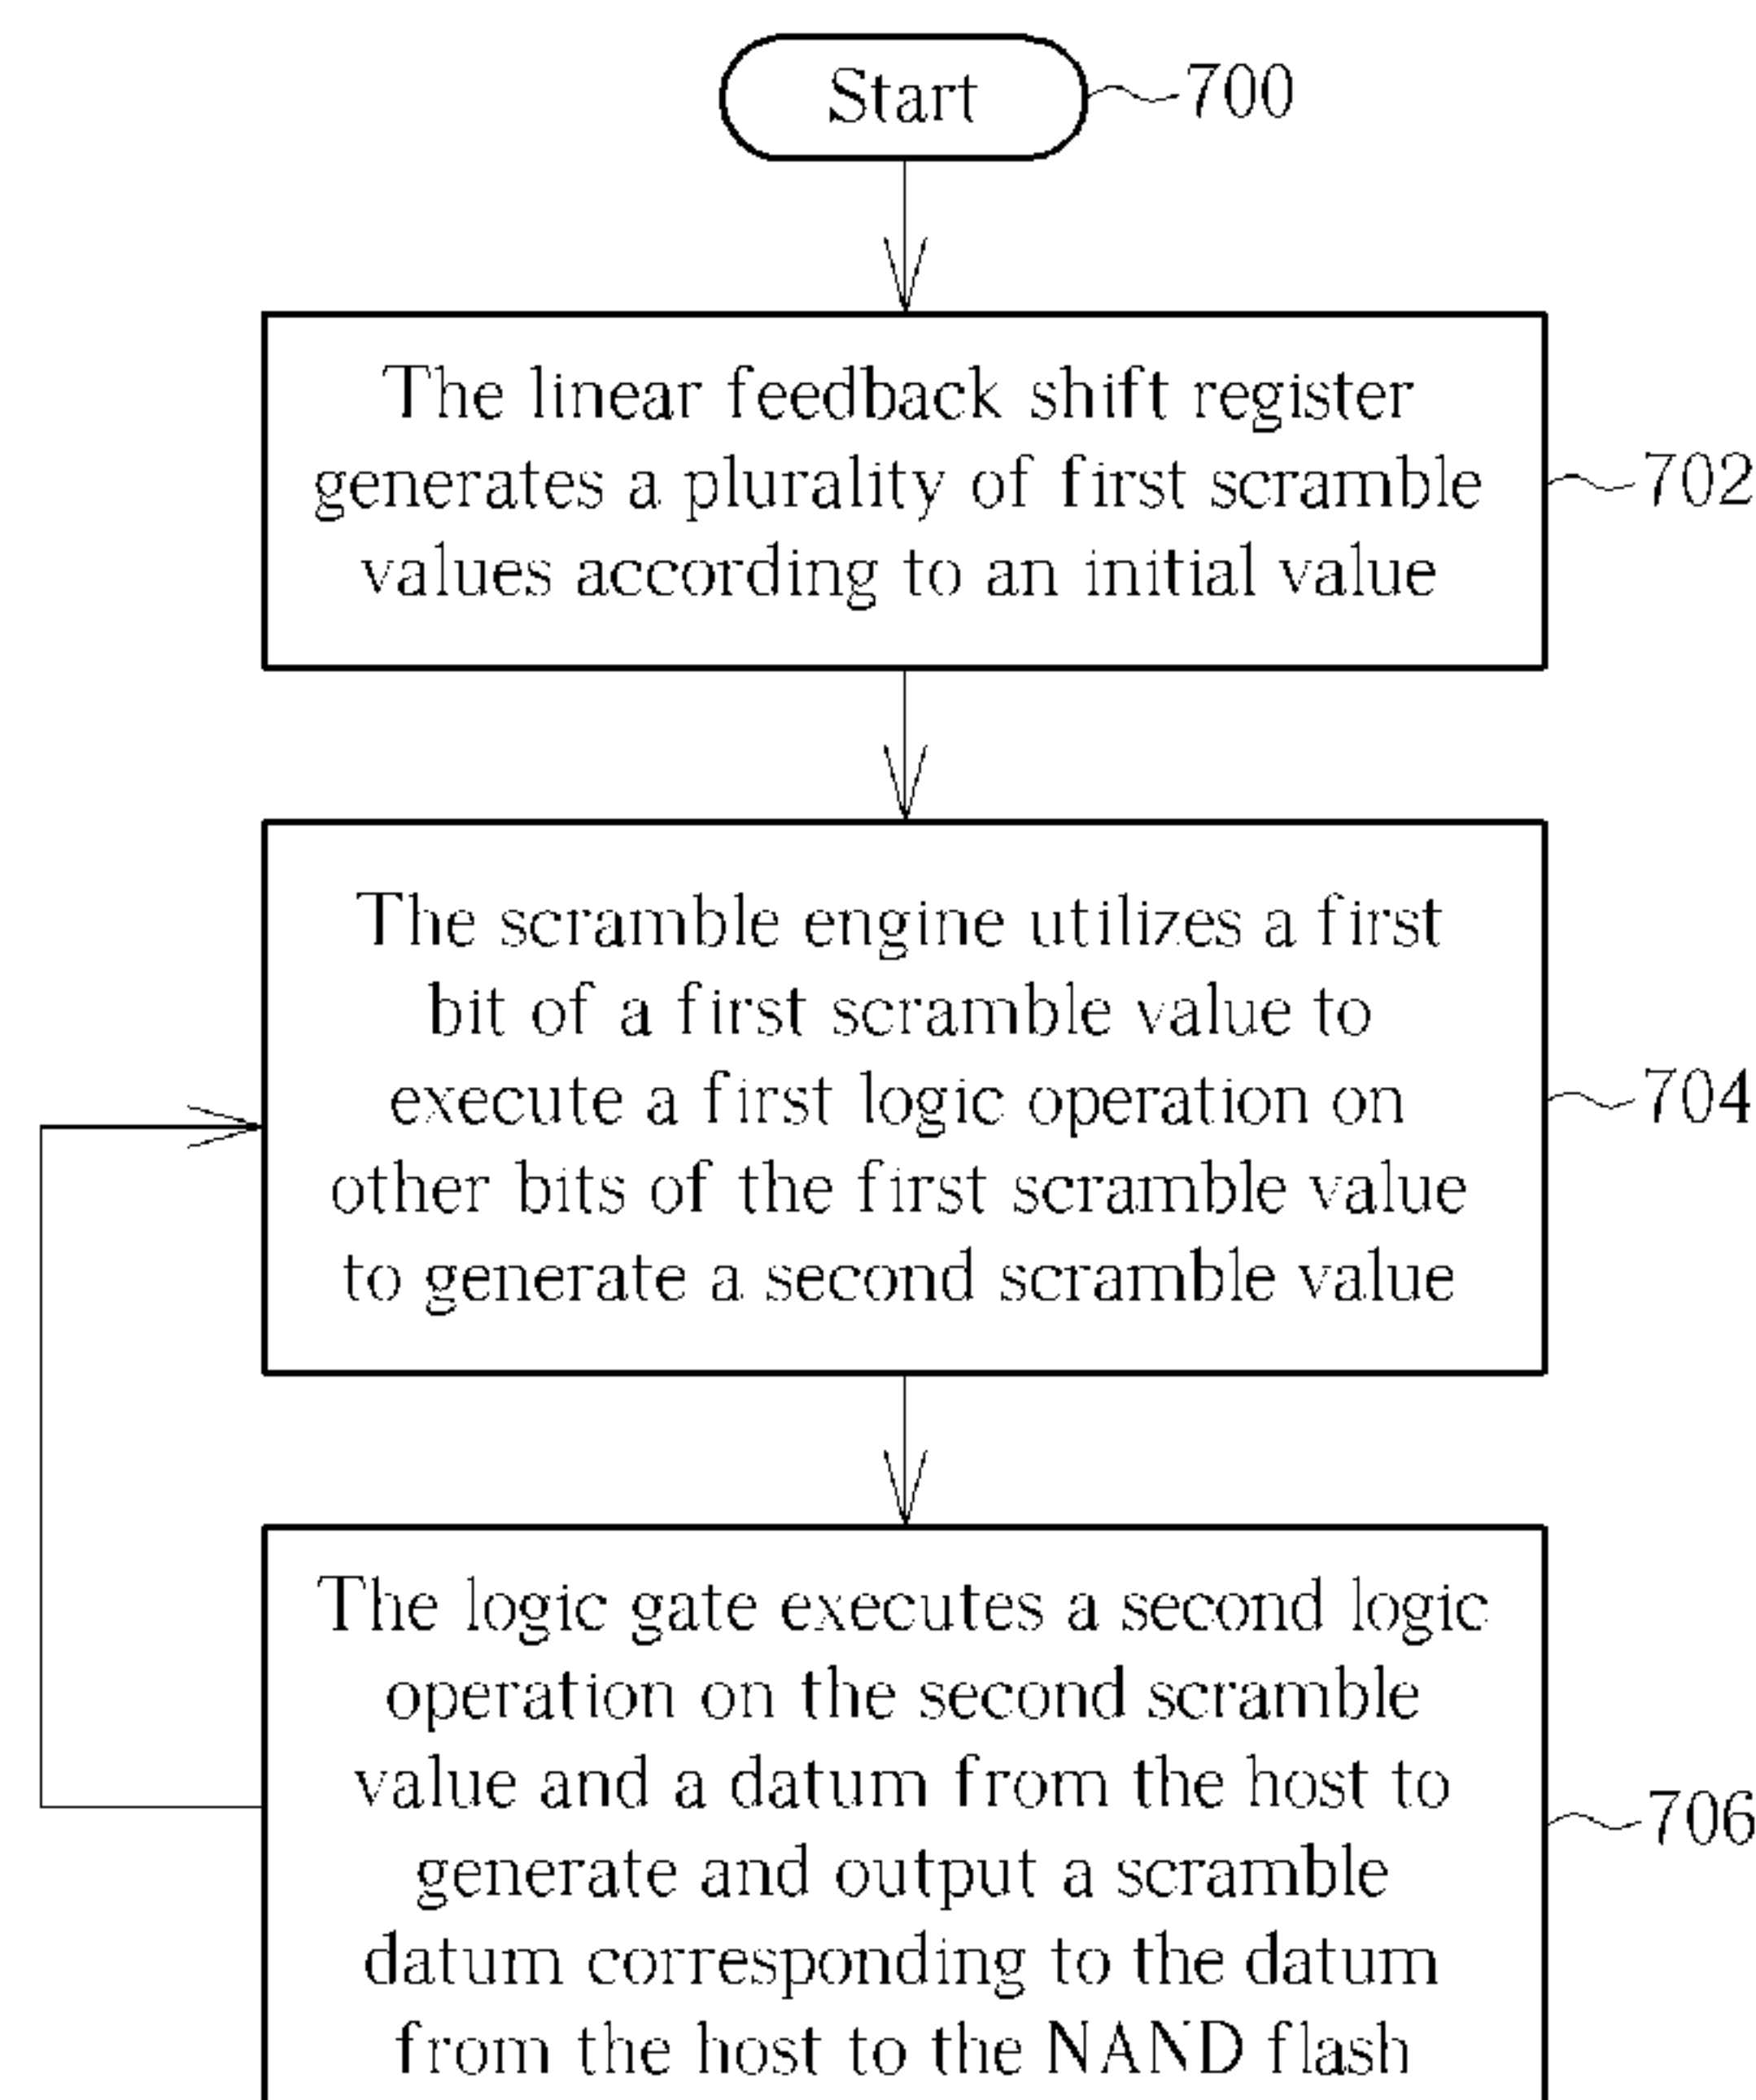 Start
700
The linear feedback shift register
generates a plurality of first scramble
values according to an initial value
702
The scramble engine utilizes a first
bit of a first scramble value to
execute a first logic operation on
other bits of the first scramble value
to generate a second scramble value
704
The logic gate executes a second logic
operation on the second scramble
value and a datum from the host to
generate and output a scramble
datum corresponding to the datum
from the host to the NAND flash
706